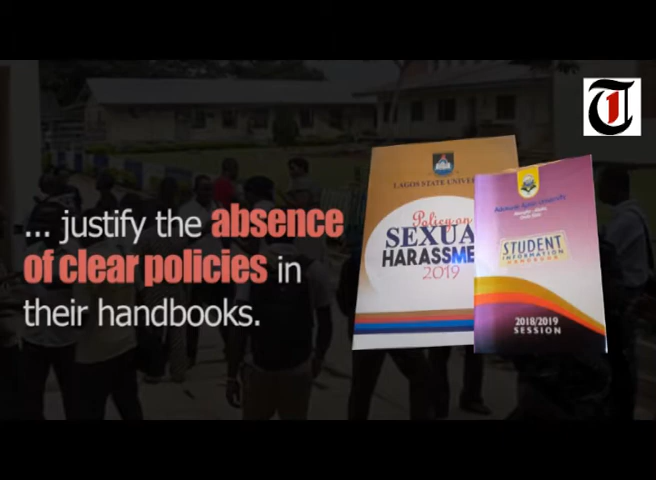 ... justify the absence
of clear policies in
their handbooks.
LAGOS STATE UNIVE
Policy on
SEXUA
HARASSME
2019
STUDENT
INFORMATION
HANDBOOK
2018/2019
SESSION